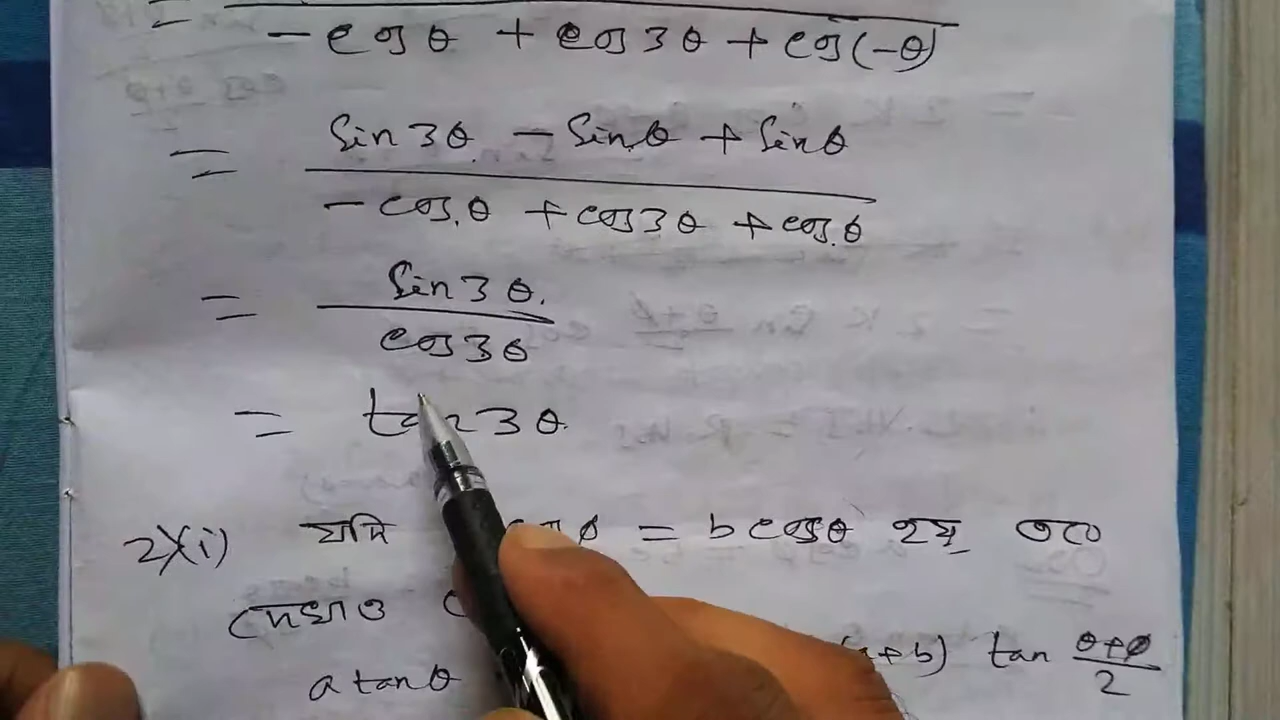 =
- cos θ + cos 3θ + cos(-θ)
= sin 3θ - sin θ + sin θ
- cos θ + cos 3θ + cos θ
= sin 3θ
cos 3θ
= tan 3θ
2)(i) যদি cos φ = b cos θ হয় তবে
দেখাও
a tan θ (a+b) tan θ+φ
2